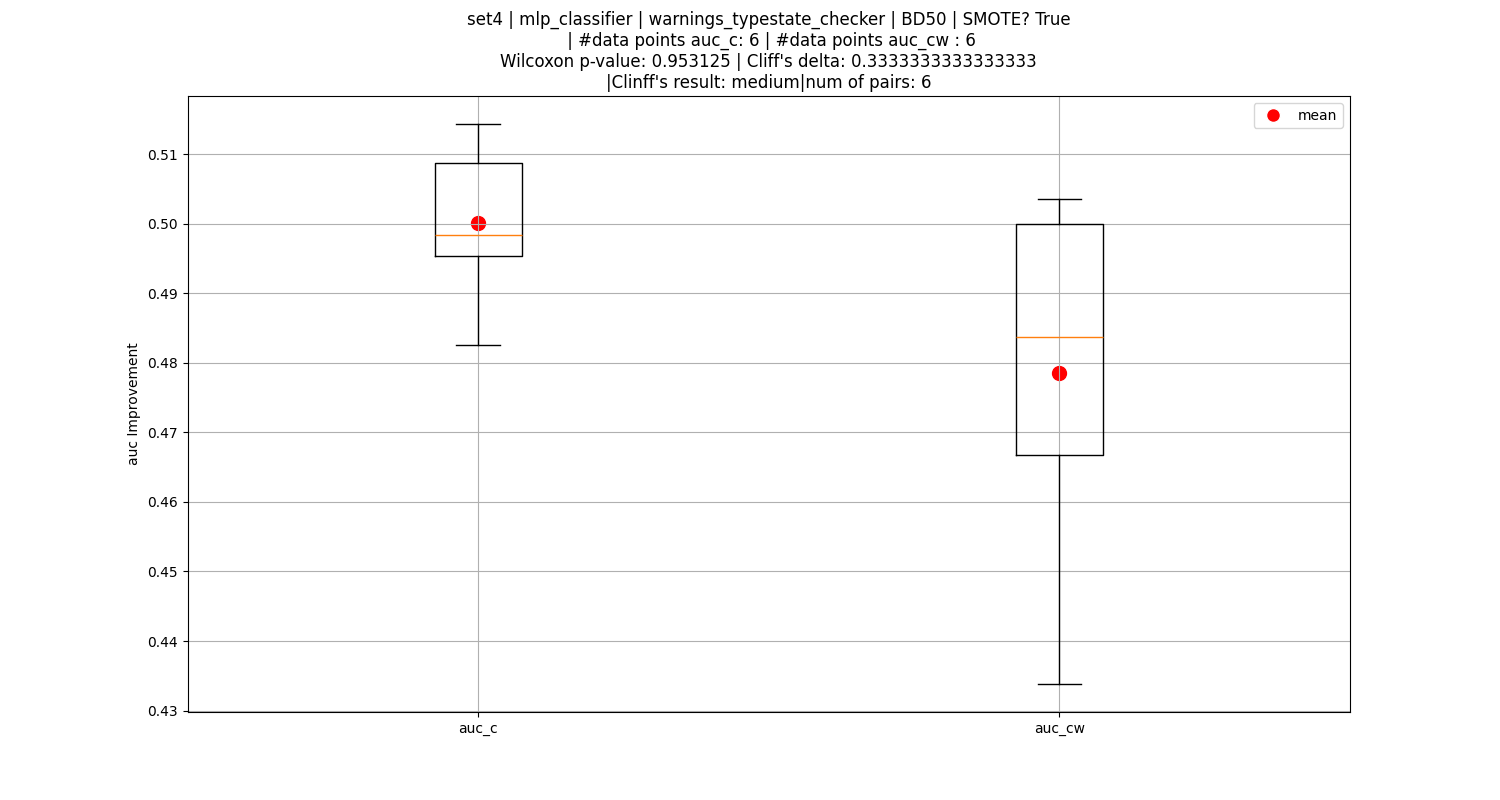 set4 | mlp_classifier | warnings_typestate_checker | BD50 | SMOTE? True
| #data points auc_c: 6 | #data points auc_cw : 6
Wilcoxon p-value: 0.953125 | Cliff's delta: 0.3333333333333333
|Clinff's result: medium|num of pairs: 6
mean
0.51
0.50
0.49
0.48
0.47
0.46
0.45
0.44
0.43
auc Improvement
auc_c
auc_cw